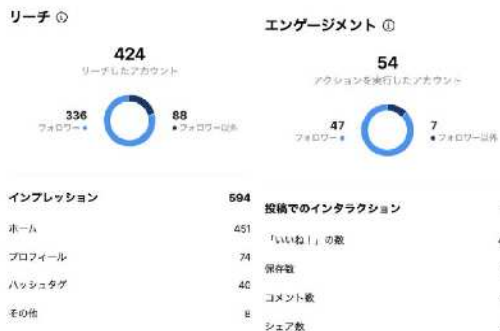 リーチ
424
リーチしたアカウント
336
フォロワー
88
フォロワー以外
インプレッション 594
ホーム 451
プロフィール 74
ハッシュタグ 40
その他 8
エンゲージメント
54
アクションを実行したアカウント
47
フォロワー
7
フォロワー以外
投稿でのインタラクション
「いいね！」の数
保存数
コメント数
シェア数